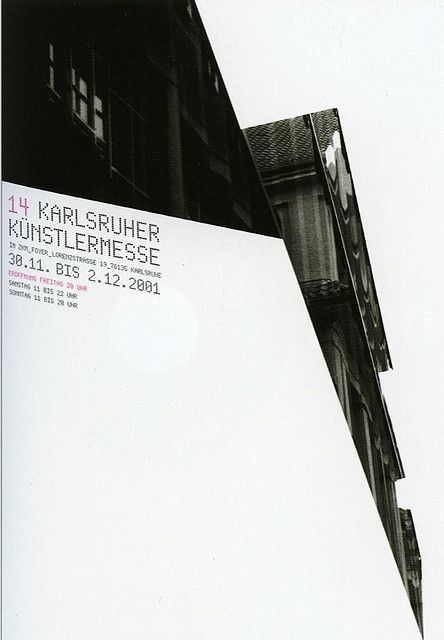 14 KARLSRUHER
KÜNSTLERMESSE
IM ZKM_FOYER_LORENZSTRASSE 19_76135 KARLSRUHE
30.11. BIS 2.12.2001
ERÖFFNUNG FREITAG 20 UHR
SAMSTAG 11 BIS 22 UHR
SONNTAG 11 BIS 20 UHR